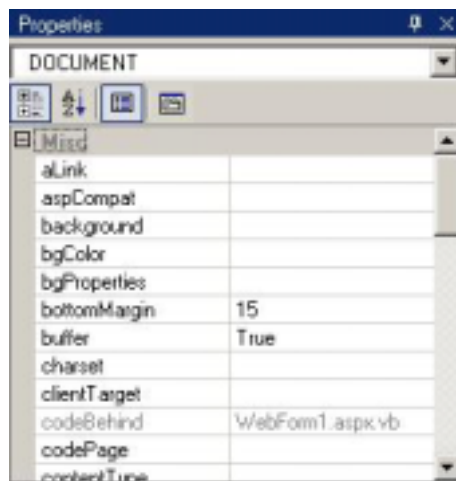 Properties
DOCUMENT
Misc
aLink
aspCompat
background
bgColor
bgProperties
bottomMargin 15
buffer True
charset
clientTarget
codeBehind WebForm1.aspx.vb
codePage
contentType